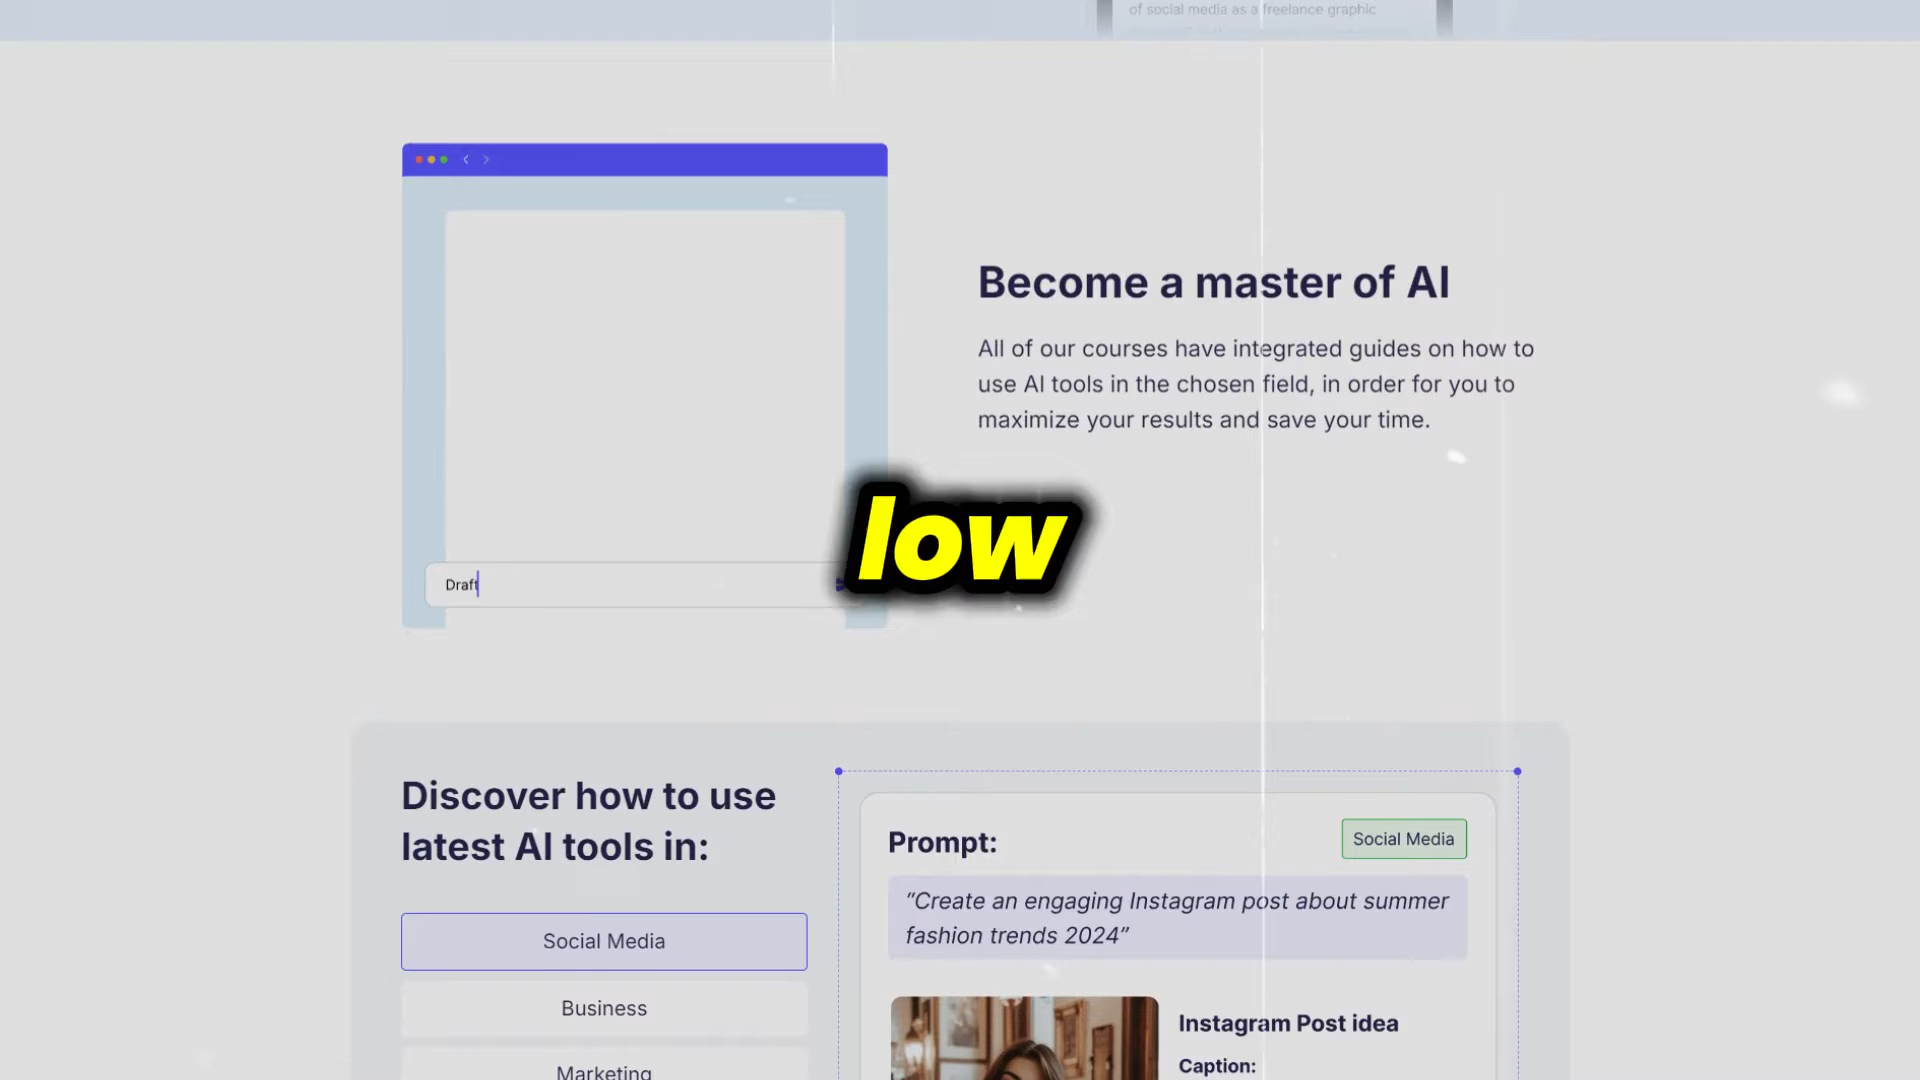 of social media as a freelance graphic
Become a master of AI
All of our courses have integrated guides on how to
use AI tools in the chosen field, in order for you to
maximize your results and save your time.
low
Draft
Discover how to use
latest AI tools in:
Social Media
Business
Marketing
Prompt:
Social Media
“Create an engaging Instagram post about summer
fashion trends 2024”
Instagram Post idea
Caption: